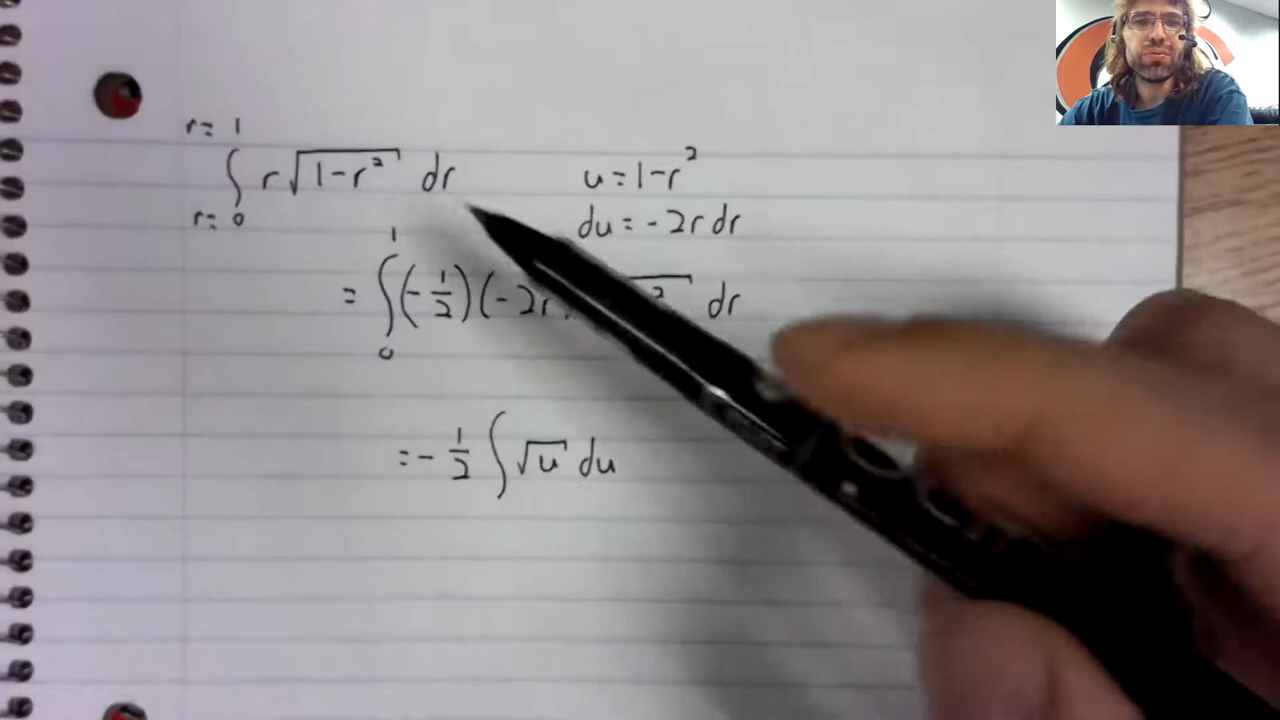 r = 1
∫ r√(1-r²) dr u = 1-r²
r = 0 du = -2r dr
1
= ∫ (-1/2)(-2r ² dr
0
= -1/2 ∫ √u du